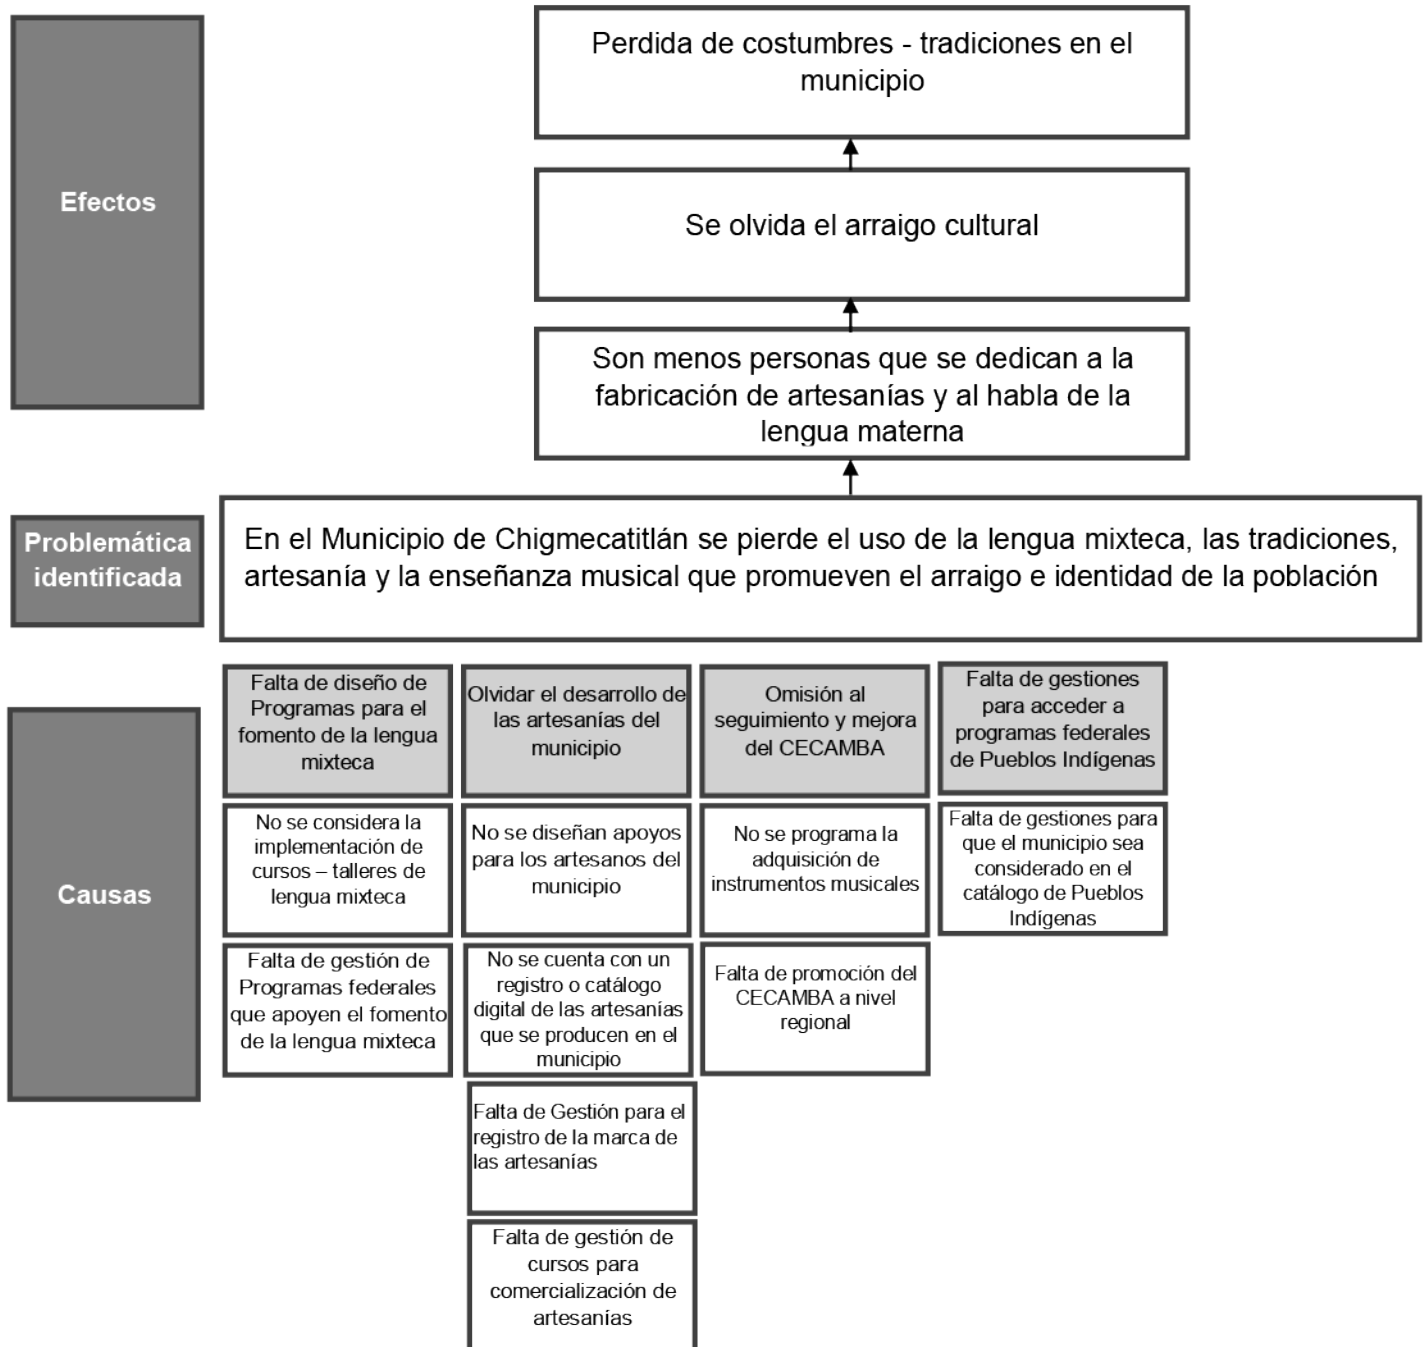 Efectos
Perdida de costumbres - tradiciones en el
municipio
Se olvida el arraigo cultural
Son menos personas que se dedican a la
fabricación de artesanías y al habla de la
lengua materna
Problemática
identificada
En el Municipio de Chigmecatitlán se pierde el uso de la lengua mixteca, las tradiciones,
artesanía y la enseñanza musical que promueven el arraigo e identidad de la población
Causas
Falta de diseño de
Programas para el
fomento de la lengua
mixteca
No se considera la
implementación de
cursos – talleres de
lengua mixteca
Falta de gestión de
Programas federales
que apoyen el fomento
de la lengua mixteca
Olvidar el desarrollo de
las artesanías del
municipio
No se diseñan apoyos
para los artesanos del
municipio
No se cuenta con un
registro o catálogo
digital de las artesanías
que se producen en el
municipio
Falta de Gestión para el
registro de la marca de
las artesanías
Falta de gestión de
cursos para
comercialización de
artesanías
Omisión al
seguimiento y mejora
del CECAMBA
No se programa la
adquisición de
instrumentos musicales
Falta de promoción del
CECAMBA a nivel
regional
Falta de gestiones
para acceder a
programas federales
de Pueblos Indígenas
Falta de gestiones para
que el municipio sea
considerado en el
catálogo de Pueblos
Indígenas